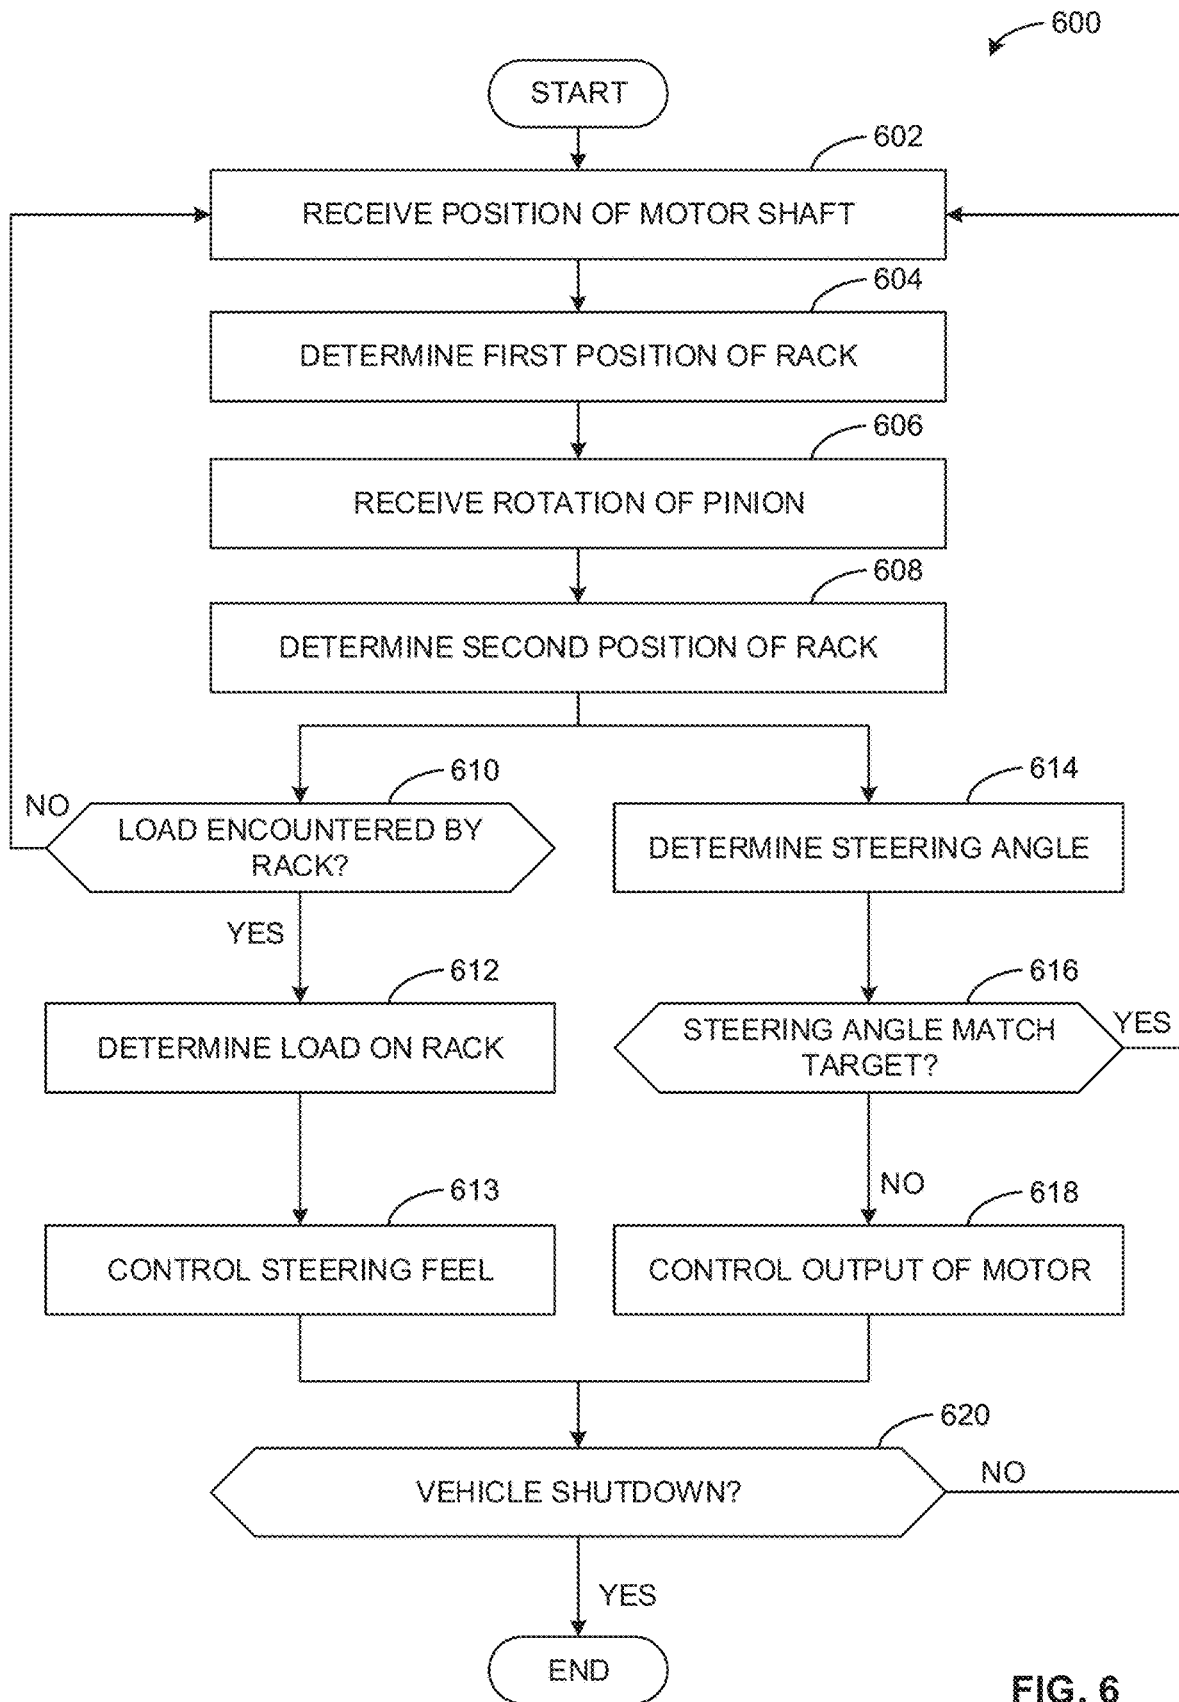 600
START
602
RECEIVE POSITION OF MOTOR SHAFT
604
DETERMINE FIRST POSITION OF RACK
606
RECEIVE ROTATION OF PINION
608
DETERMINE SECOND POSITION OF RACK
610
NO
LOAD ENCOUNTERED BY
RACK?
614
DETERMINE STEERING ANGLE
YES
612
DETERMINE LOAD ON RACK
616
STEERING ANGLE MATCH
TARGET?
YES
NO
613
CONTROL STEERING FEEL
618
CONTROL OUTPUT OF MOTOR
620
VEHICLE SHUTDOWN?
NO
YES
END
FIG. 6